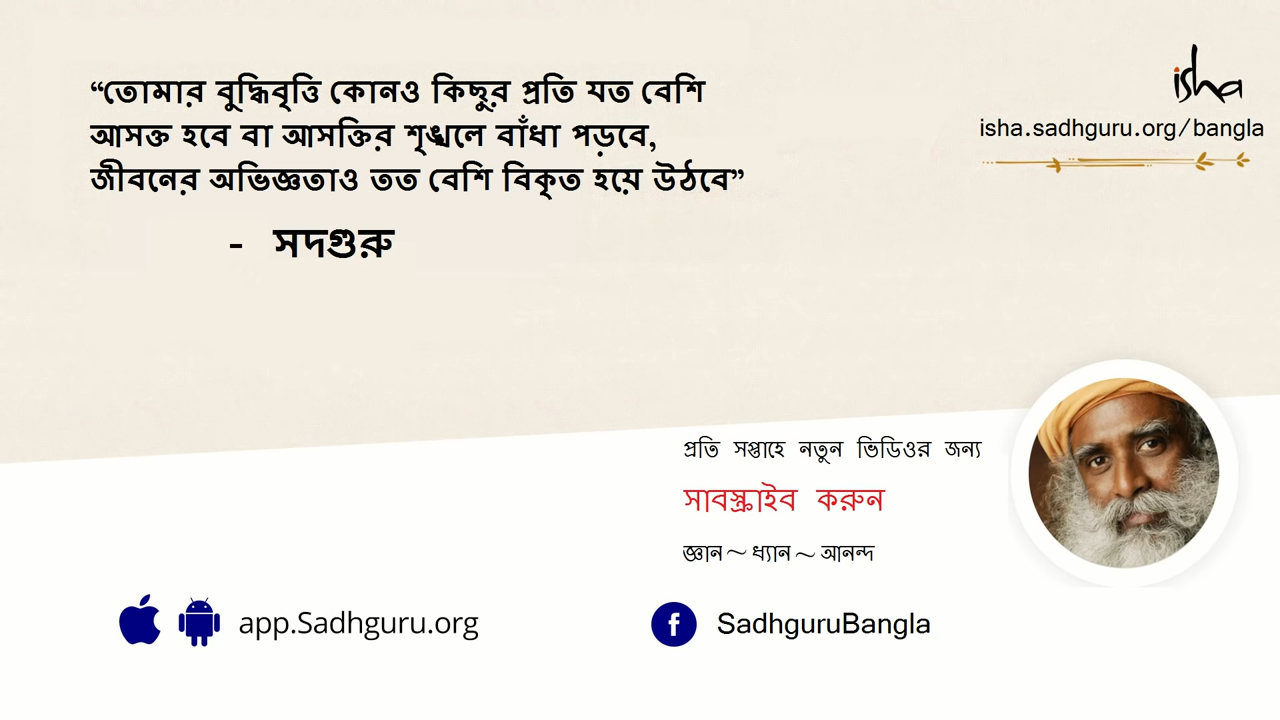 “তোমার বুদ্ধিবৃত্তি কোনও কিছুর প্রতি যত বেশি
আসক্ত হবে বা আসক্তির শৃঙ্খলে বাঁধা পড়বে,
জীবনের অভিজ্ঞতাও তত বেশি বিকৃত হয়ে উঠবে”
- সদগুরু
isha
isha.sadhguru.org/bangla
প্রতি সপ্তাহে নতুন ভিডিওর জন্য
সাবস্ক্রাইব করুন
জ্ঞান ~ ধ্যান ~ আনন্দ
app.Sadhguru.org
f SadhguruBangla